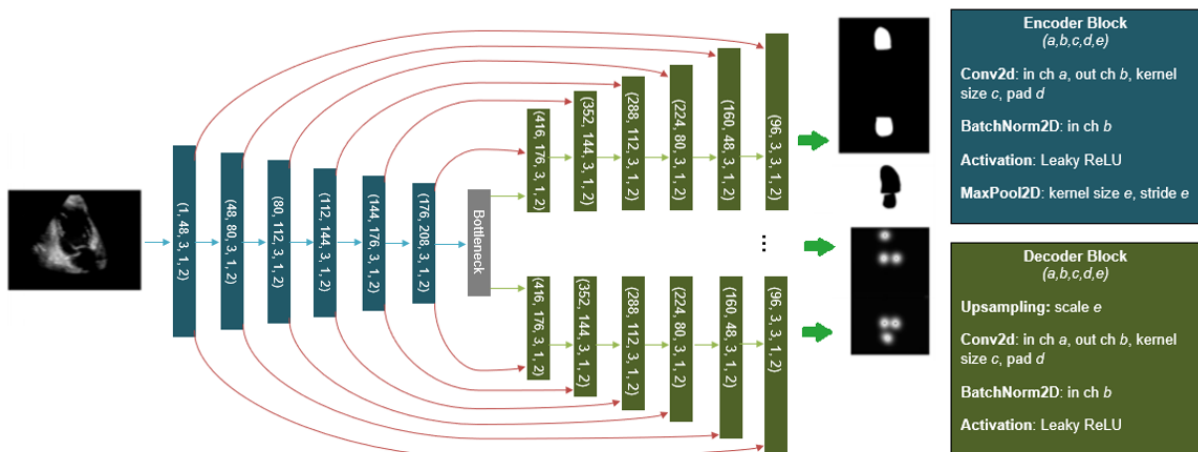 (1, 48, 3, 1, 2)
(48, 80, 3, 1, 2)
(80, 112, 3, 1, 2)
(112, 144, 3, 1, 2)
(144, 176, 3, 1, 2)
(176, 208, 3, 1, 2)
Bottleneck
(416, 176, 3, 1, 2)
(352, 144, 3, 1, 2)
(288, 112, 3, 1, 2)
(224, 80, 3, 1, 2)
(160, 48, 3, 1, 2)
(96, 3, 3, 1, 2)
...
(416, 176, 3, 1, 2)
(352, 144, 3, 1, 2)
(288, 112, 3, 1, 2)
(224, 80, 3, 1, 2)
(160, 48, 3, 1, 2)
(96, 3, 3, 1, 2)
Encoder Block
(a,b,c,d,e)
Conv2d: in ch a, out ch b, kernel
size c, pad d
BatchNorm2D: in ch b
Activation: Leaky ReLU
MaxPool2D: kernel size e, stride e
Decoder Block
(a,b,c,d,e)
Upsampling: scale e
Conv2d: in ch a, out ch b, kernel
size c, pad d
BatchNorm2D: in ch b
Activation: Leaky ReLU